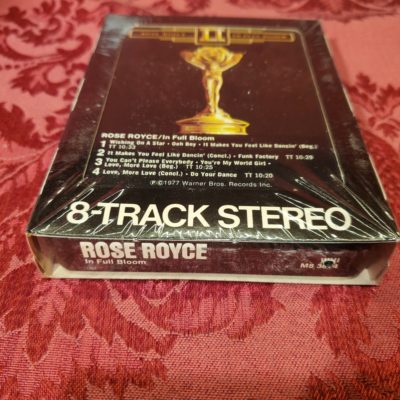 II
ROSE ROYCE/In Full Bloom
1 Wishing On A Star • Ooh Boy • It Makes You Feel Like Dancin' (Beg.)
TT 10:33
2 It Makes You Feel Like Dancin' (Concl.) • Funk Factory TT 10:29
3 You Can't Please Everybody • You're My World Girl •
Love, More Love (Beg.) TT 10:25
4 Love, More Love (Concl.) • Do Your Dance TT 10:20
℗©1977 Warner Bros. Records Inc.
8-TRACK STEREO
ROSE ROYCE
In Full Bloom
M8